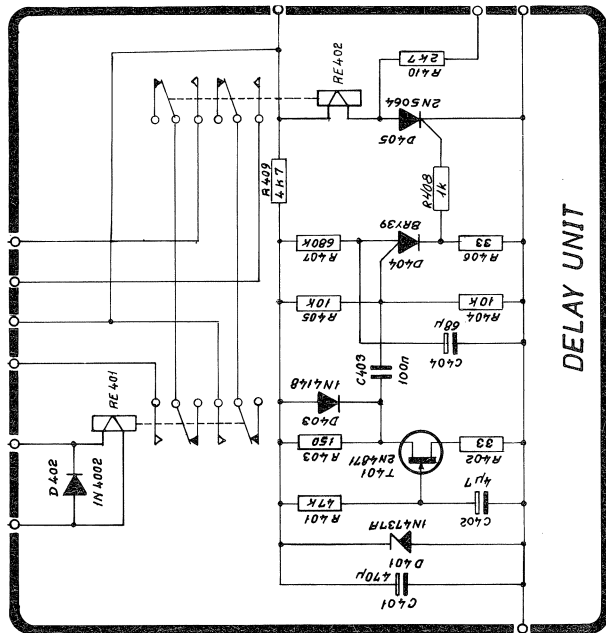 RE402
2K7
R410
2N5064
D405
R409
4K7
R408
1k
BRY39
680K
R407
D404
33
R406
10K
R405
10K
R404
68µ
C404
C403
100n
RE401
1N4148
D403
150
R403
2N4871
T401
33
R402
4µ7
C402
47K
R401
1N4737A
D401
470µ
C401
D402
1N4002
DELAY UNIT